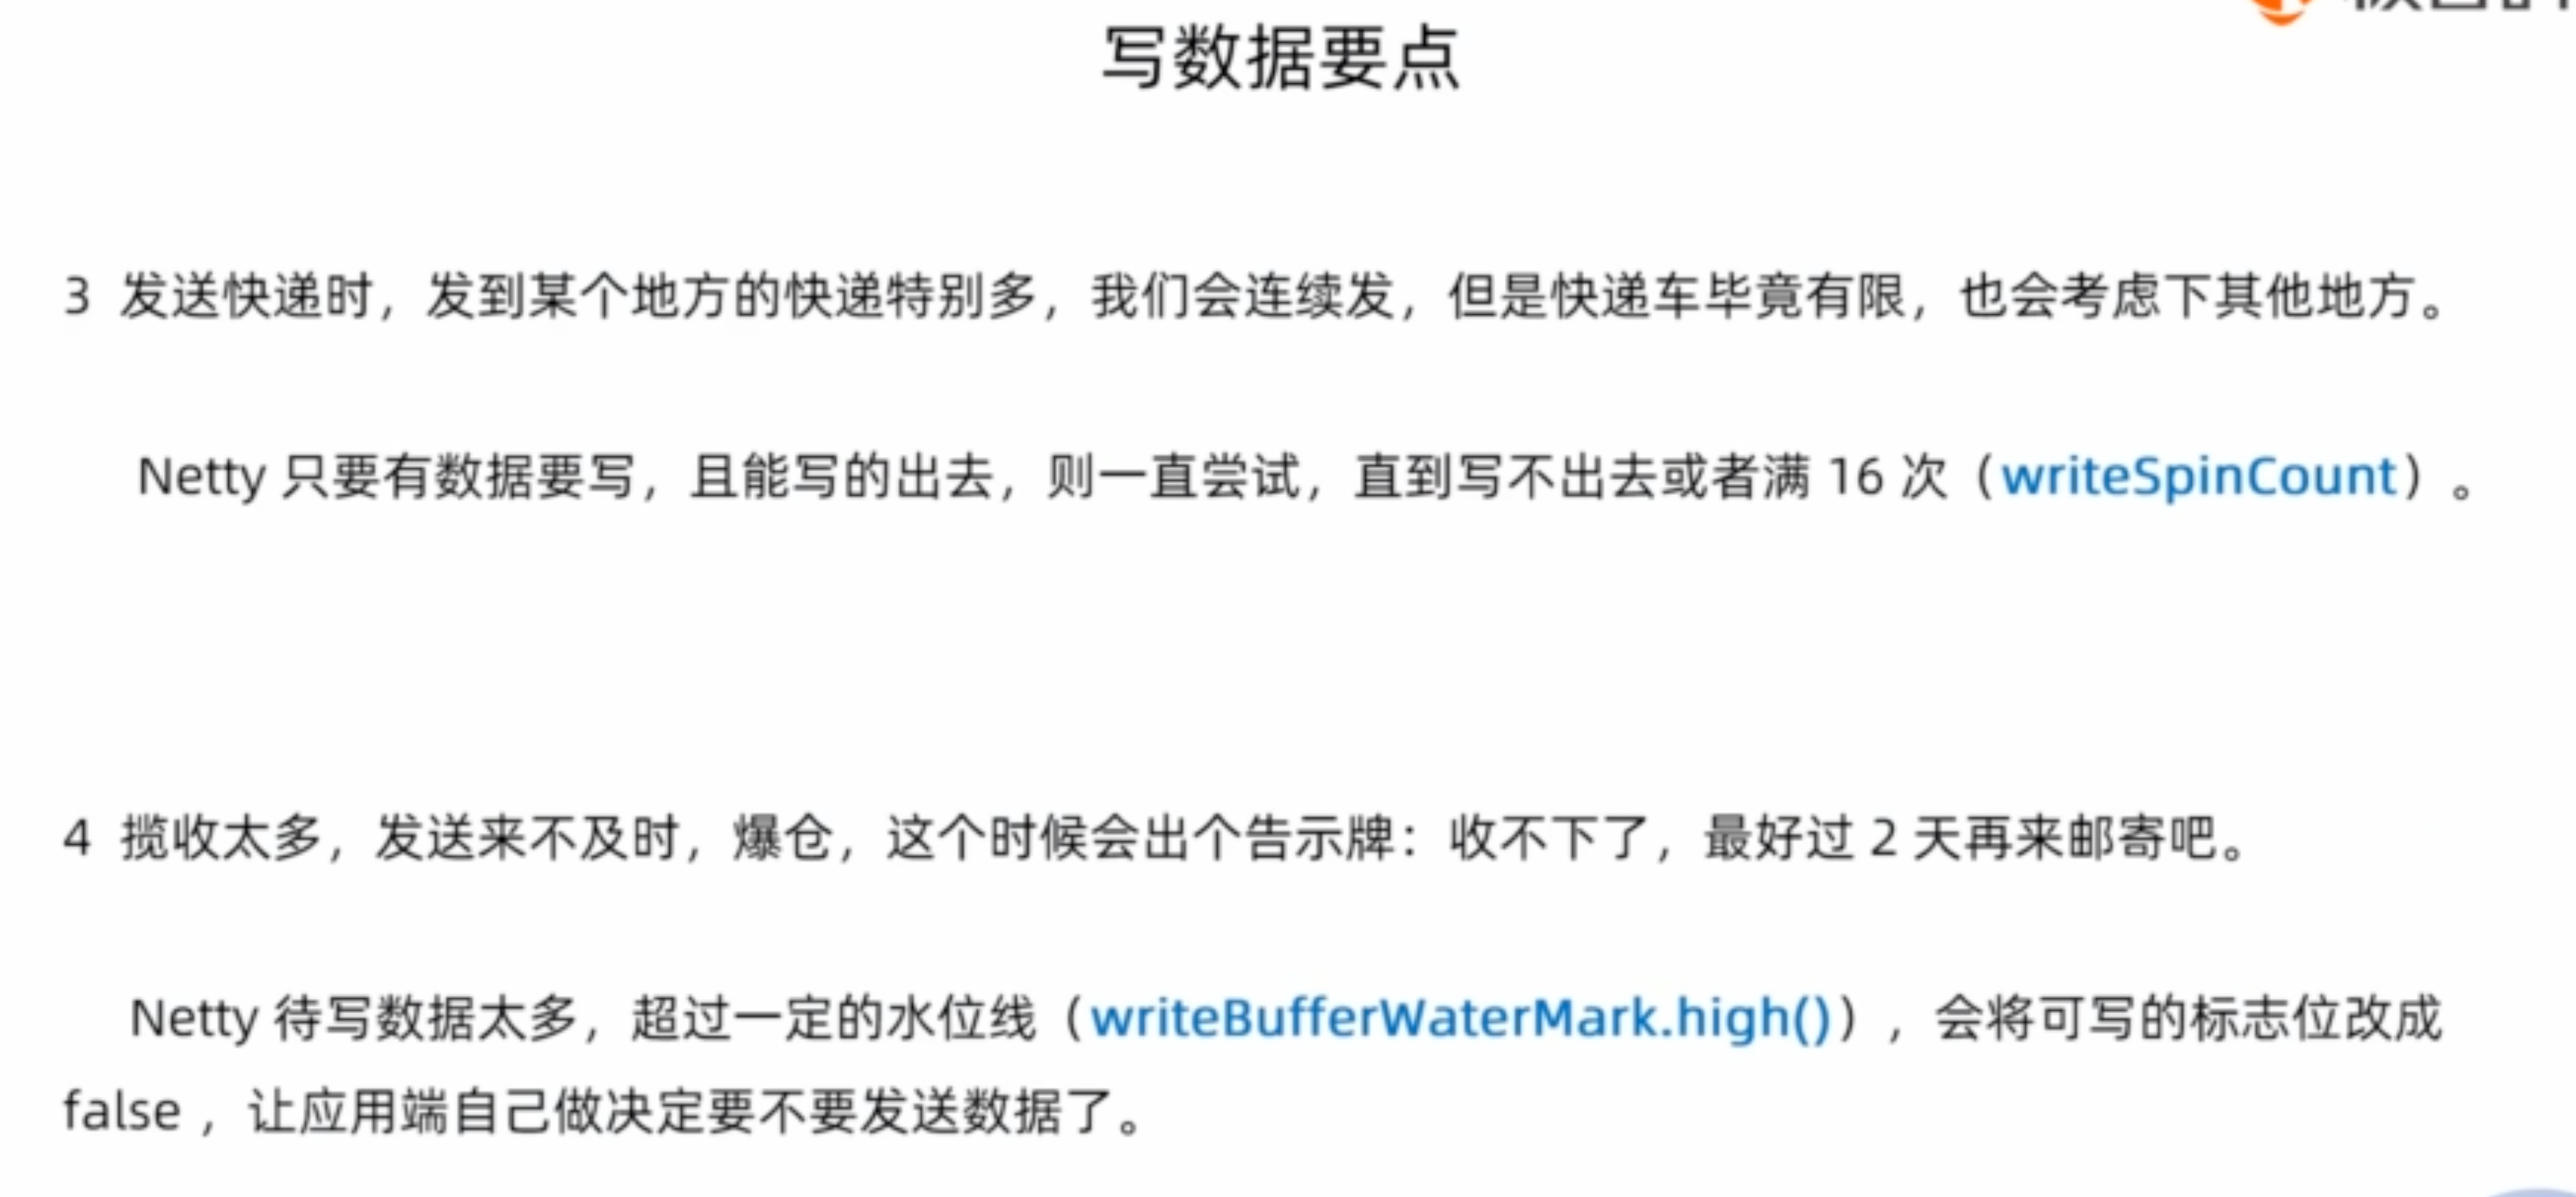 写数据要点
3 发送快递时，发到某个地方的快递特别多，我们会连续发，但是快递车毕竟有限，也会考虑下其他地方。
Netty 只要有数据要写，且能写的出去，则一直尝试，直到写不出去或者满 16 次（writeSpinCount）。
4 揽收太多，发送来不及时，爆仓，这个时候会出个告示牌：收不下了，最好过 2 天再来邮寄吧。
Netty 待写数据太多，超过一定的水位线（writeBufferWaterMark.high()），会将可写的标志位改成
false ，让应用端自己做决定要不要发送数据了。